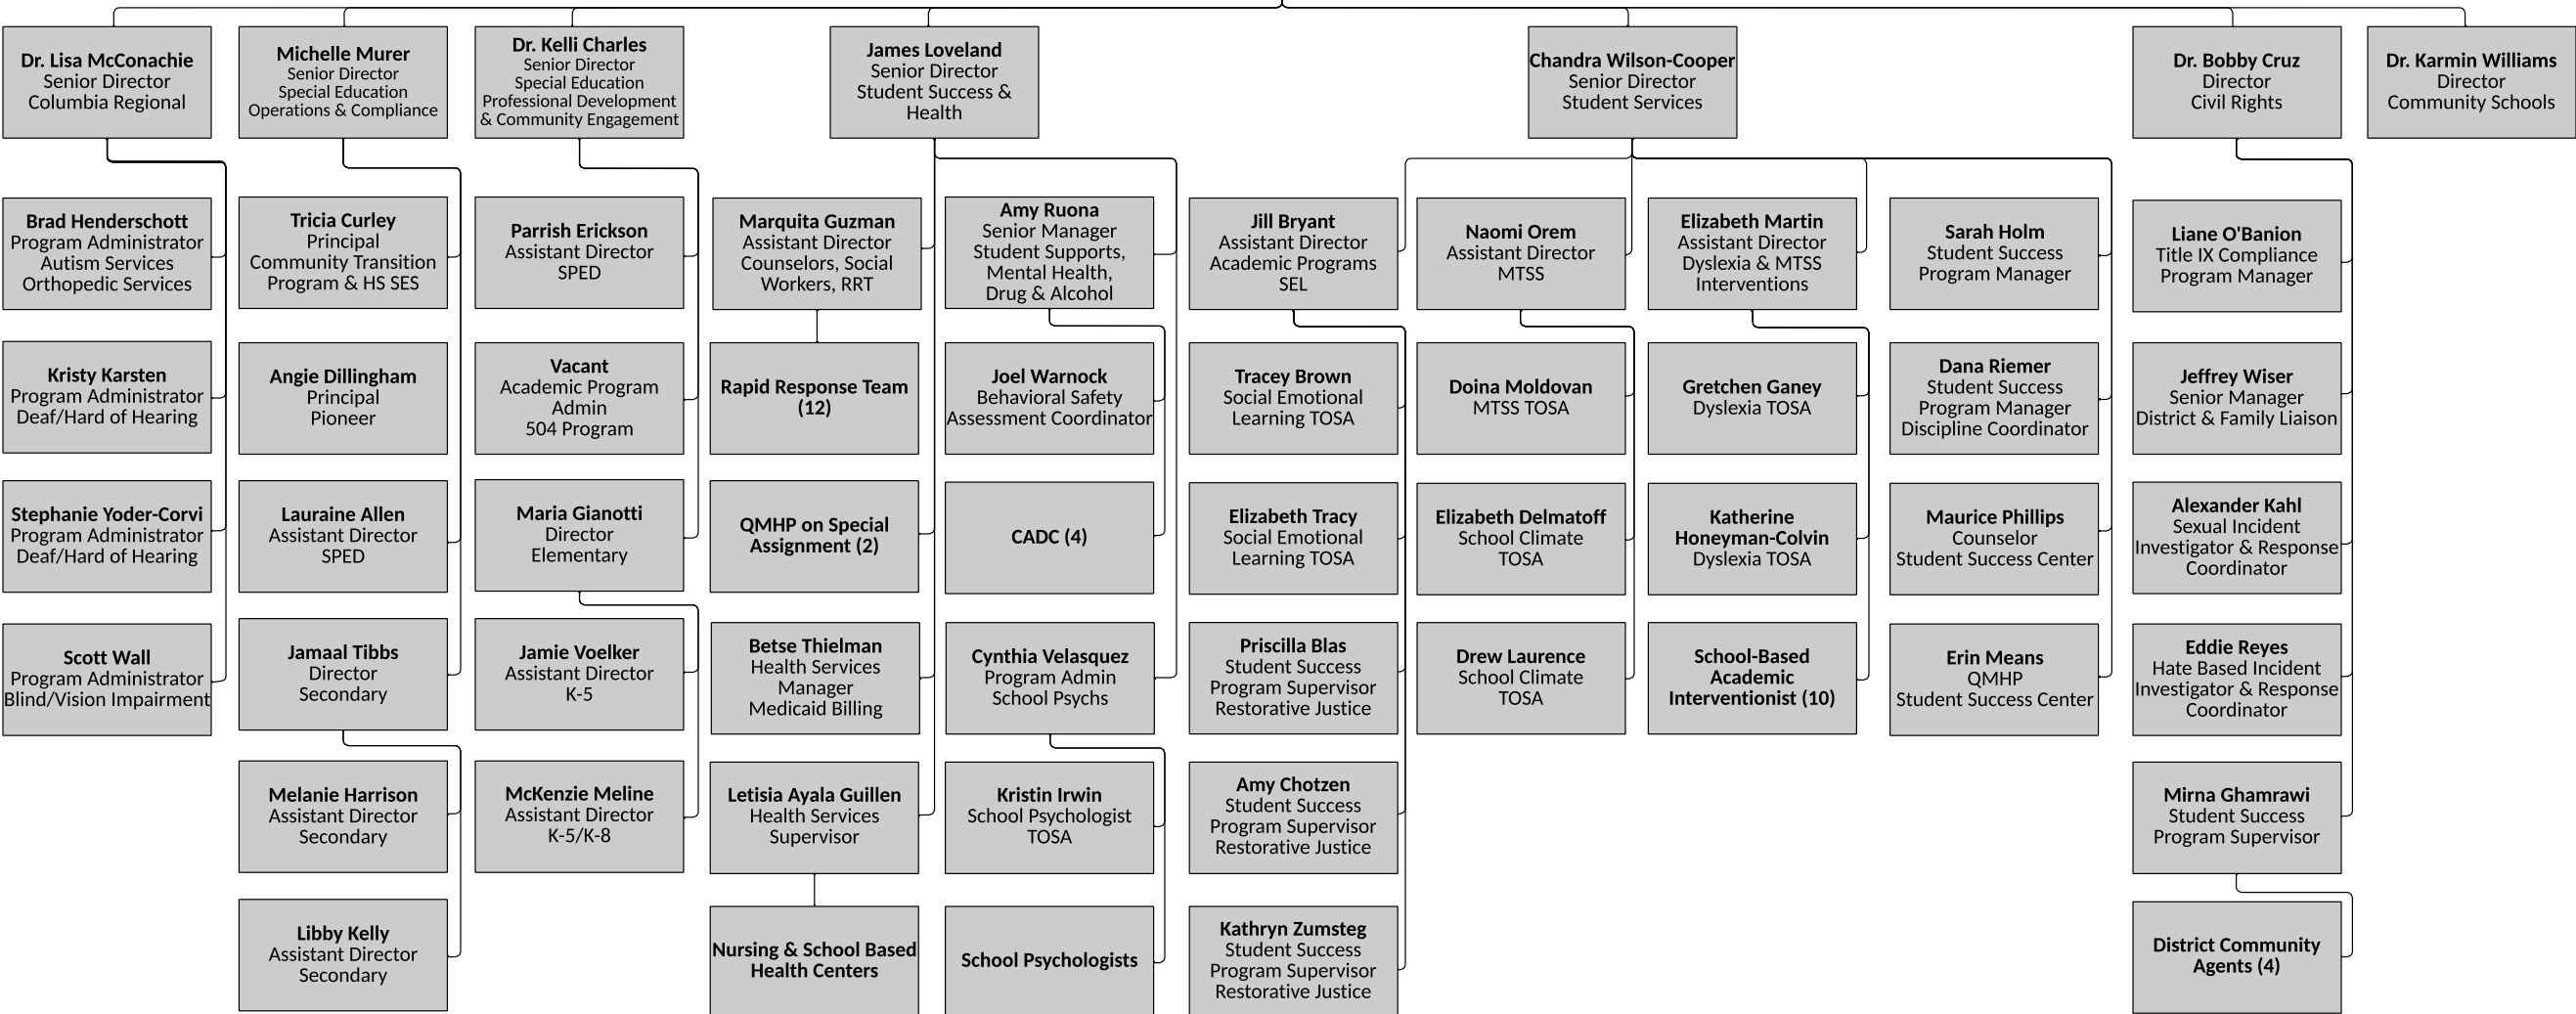 Dr. Lisa McConachie
Senior Director
Columbia Regional
Michelle Murer
Senior Director
Special Education
Operations & Compliance
Dr. Kelli Charles
Senior Director
Special Education
Professional Development
& Community Engagement
James Loveland
Senior Director
Student Success &
Health
Chandra Wilson-Cooper
Senior Director
Student Services
Dr. Bobby Cruz
Director
Civil Rights
Dr. Karmin Williams
Director
Community Schools
Brad Henderschott
Program Administrator
Autism Services
Orthopedic Services
Tricia Curley
Principal
Community Transition
Program & HS SES
Parrish Erickson
Assistant Director
SPED
Marquita Guzman
Assistant Director
Counselors, Social
Workers, RRT
Amy Ruona
Senior Manager
Student Supports,
Mental Health,
Drug & Alcohol
Jill Bryant
Assistant Director
Academic Programs
SEL
Naomi Orem
Assistant Director
MTSS
Elizabeth Martin
Assistant Director
Dyslexia & MTSS
Interventions
Sarah Holm
Student Success
Program Manager
Liane O'Banion
Title IX Compliance
Program Manager
Kristy Karsten
Program Administrator
Deaf/Hard of Hearing
Angie Dillingham
Principal
Pioneer
Vacant
Academic Program
Admin
504 Program
Rapid Response Team
(12)
Joel Warnock
Behavioral Safety
Assessment Coordinator
Tracey Brown
Social Emotional
Learning TOSA
Doina Moldovan
MTSS TOSA
Gretchen Ganey
Dyslexia TOSA
Dana Riemer
Student Success
Program Manager
Discipline Coordinator
Jeffrey Wiser
Senior Manager
District & Family Liaison
Stephanie Yoder-Corvi
Program Administrator
Deaf/Hard of Hearing
Lauraine Allen
Assistant Director
SPED
Maria Gianotti
Director
Elementary
QMHP on Special
Assignment (2)
CADC (4)
Elizabeth Tracy
Social Emotional
Learning TOSA
Elizabeth Delmatoff
School Climate
TOSA
Katherine
Honeyman-Colvin
Dyslexia TOSA
Maurice Phillips
Counselor
Student Success Center
Alexander Kahl
Sexual Incident
Investigator & Response
Coordinator
Scott Wall
Program Administrator
Blind/Vision Impairment
Jamaal Tibbs
Director
Secondary
Jamie Voelker
Assistant Director
K-5
Betse Thielman
Health Services
Manager
Medicaid Billing
Cynthia Velasquez
Program Admin
School Psychs
Priscilla Blas
Student Success
Program Supervisor
Restorative Justice
Drew Laurence
School Climate
TOSA
School-Based
Academic
Interventionist (10)
Erin Means
QMHP
Student Success Center
Eddie Reyes
Hate Based Incident
Investigator & Response
Coordinator
Melanie Harrison
Assistant Director
Secondary
McKenzie Meline
Assistant Director
K-5/K-8
Letisia Ayala Guillen
Health Services
Supervisor
Kristin Irwin
School Psychologist
TOSA
Amy Chotzen
Student Success
Program Supervisor
Restorative Justice
Mirna Ghamrawi
Student Success
Program Supervisor
Libby Kelly
Assistant Director
Secondary
Nursing & School Based
Health Centers
School Psychologists
Kathryn Zumsteg
Student Success
Program Supervisor
Restorative Justice
District Community
Agents (4)